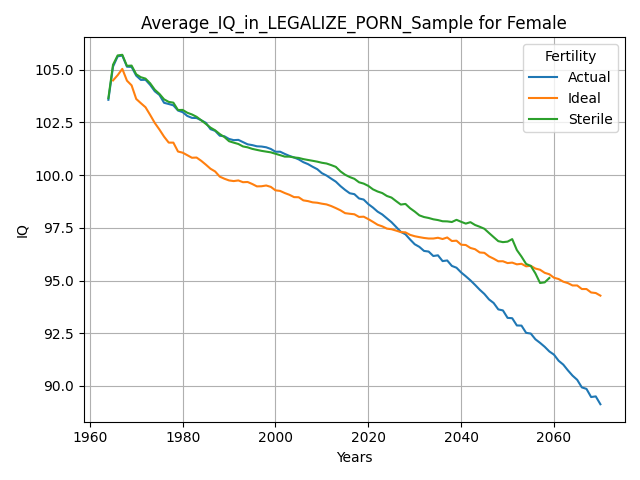 Average_IQ_in_LEGALIZE_PORN_Sample for Female
Fertility
Actual
Ideal
Sterile
IQ
105.0
102.5
100.0
97.5
95.0
92.5
90.0
1960
1980
2000
2020
2040
2060
Years